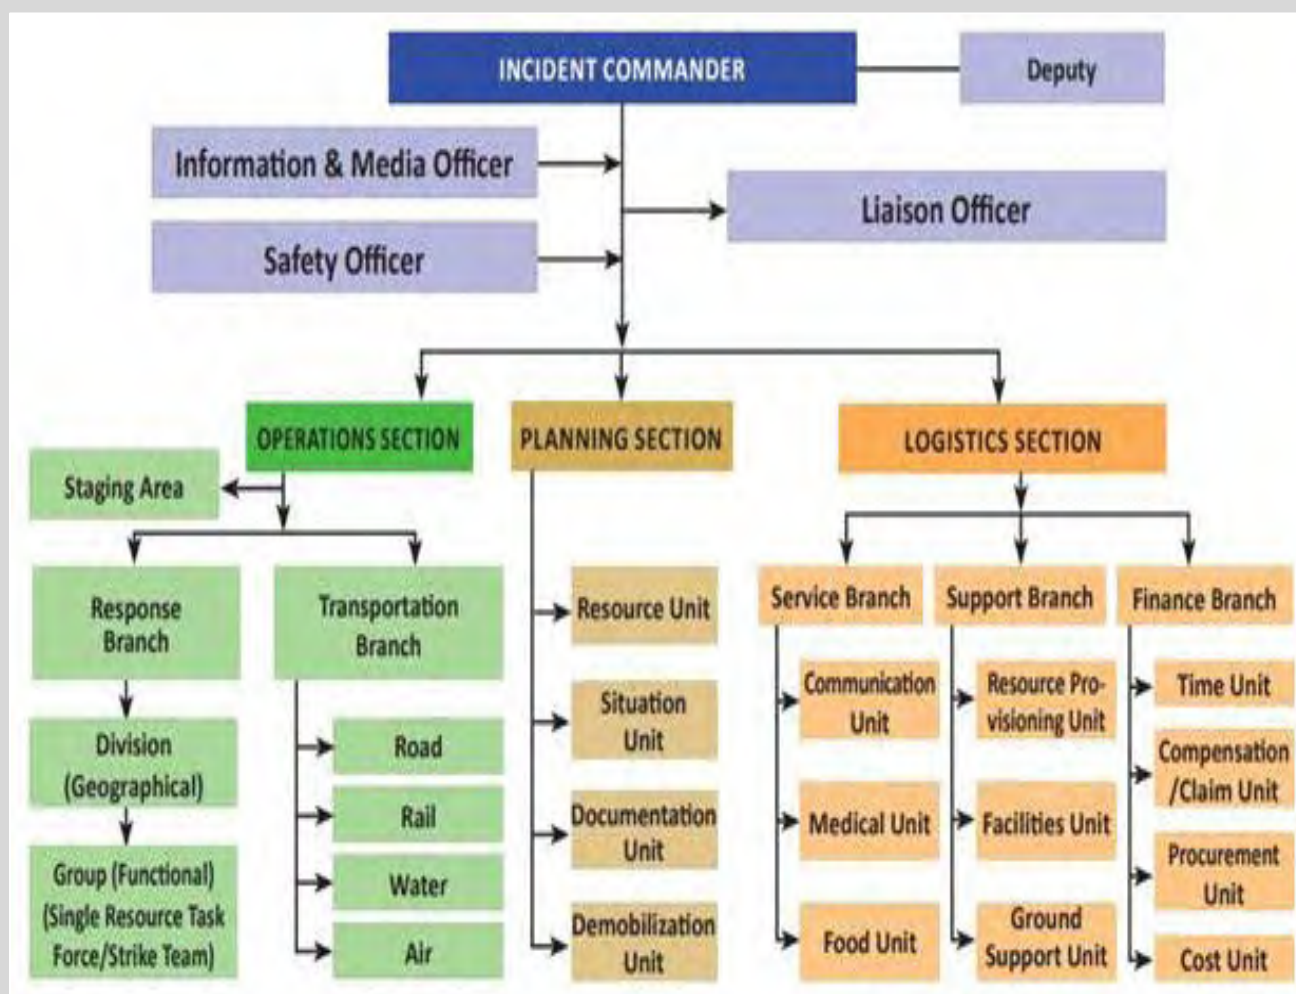 INCIDENT COMMANDER
Deputy
Information & Media Officer
Liaison Officer
Safety Officer
OPERATIONS SECTION
PLANNING SECTION
LOGISTICS SECTION
Staging Area
Response
Branch
Transportation
Branch
Division
(Geographical)
Group (Functional)
(Single Resource Task
Force/Strike Team)
Road
Rail
Water
Air
Resource Unit
Situation
Unit
Documentation
Unit
Demobilization
Unit
Service Branch
Communication
Unit
Medical Unit
Food Unit
Support Branch
Resource Pro-
visioning Unit
Facilities Unit
Ground
Support Unit
Finance Branch
Time Unit
Compensation
/Claim Unit
Procurement
Unit
Cost Unit